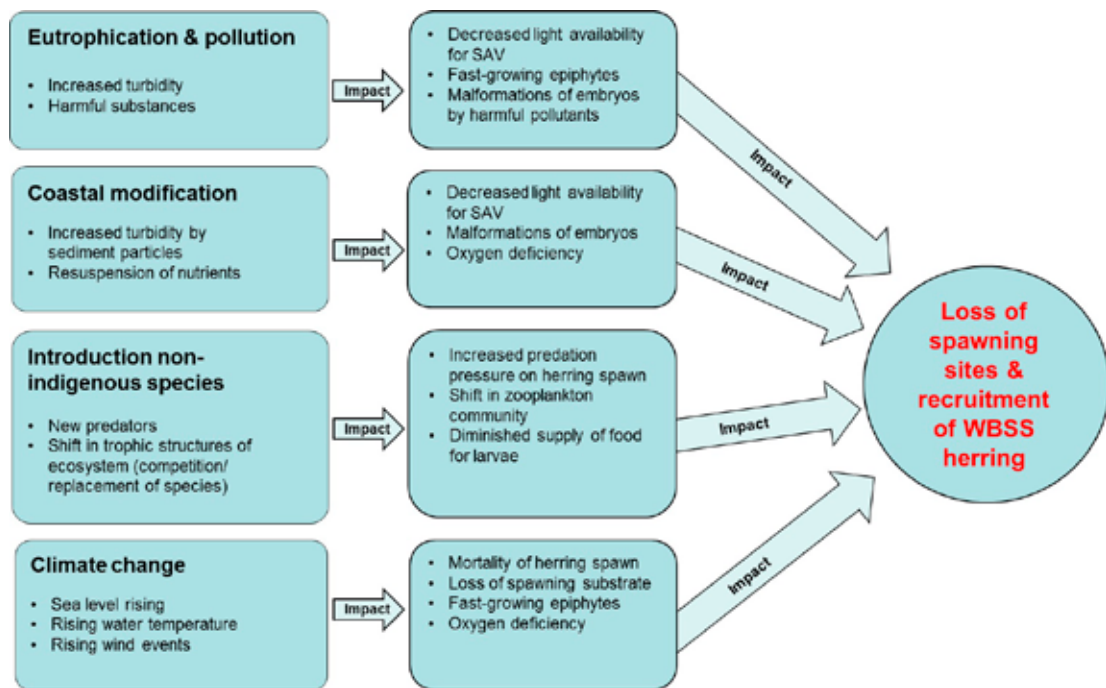 Eutrophication & pollution
• Increased turbidity
• Harmful substances
Impact
• Decreased light availability
for SAV
• Fast-growing epiphytes
• Malformations of embryos
by harmful pollutants
Impact
Coastal modification
• Increased turbidity by
sediment particles
• Resuspension of nutrients
Impact
• Decreased light availability
for SAV
• Malformations of embryos
• Oxygen deficiency
Impact
Introduction non-
indigenous species
• New predators
• Shift in trophic structures of
ecosystem (competition/
replacement of species)
Impact
• Increased predation
pressure on herring spawn
• Shift in zooplankton
community
• Diminished supply of food
for larvae
Impact
Climate change
• Sea level rising
• Rising water temperature
• Rising wind events
Impact
• Mortality of herring spawn
• Loss of spawning substrate
• Fast-growing epiphytes
• Oxygen deficiency
Impact
Loss of
spawning
sites &
recruitment
of WBSS
herring